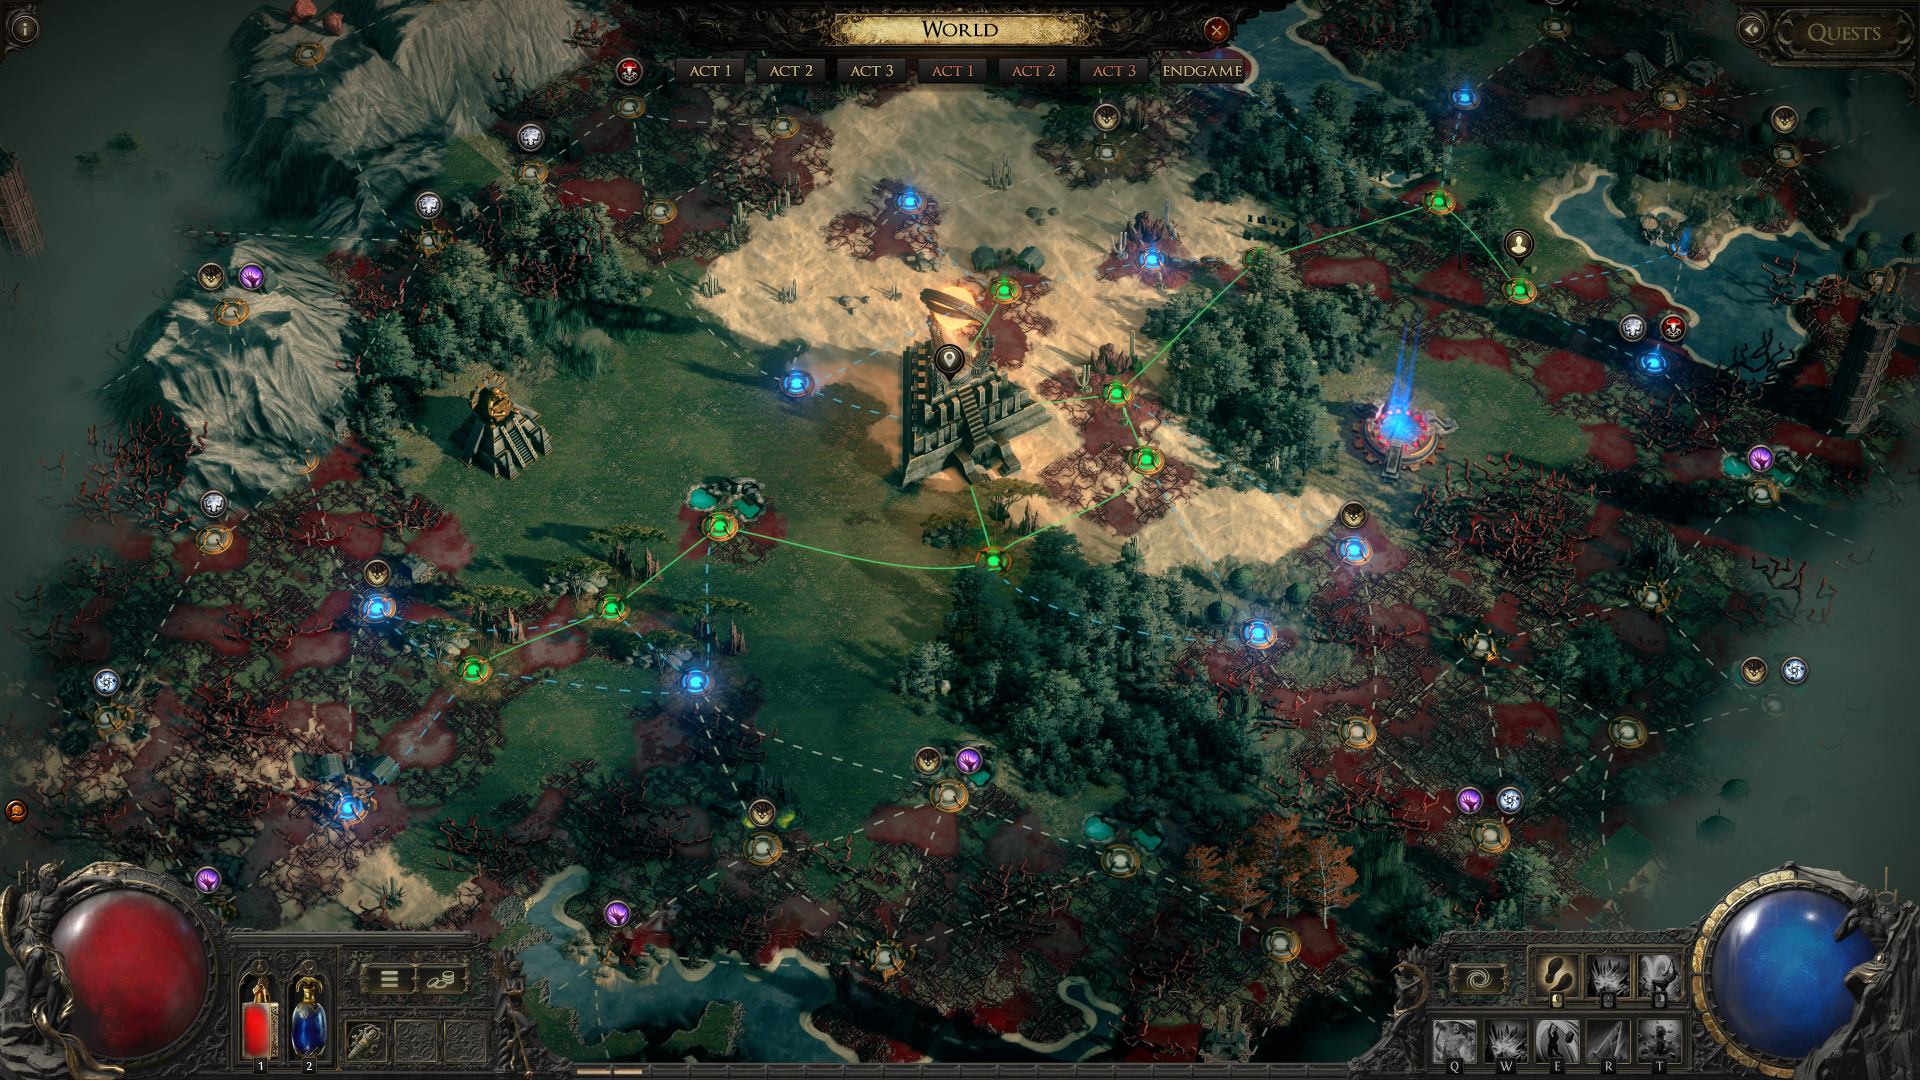 World
Quests
ACT 1
ACT 2
ACT 3
ACT 1
ACT 2
ACT 3
ENDGAME
1
2
Q
W
E
R
T